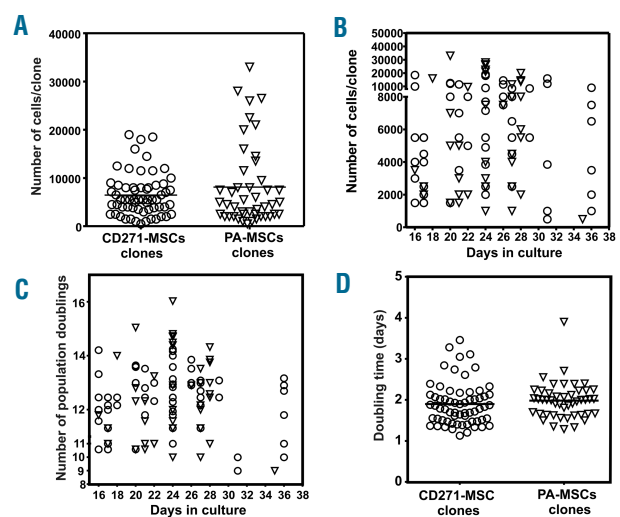 A
Number of cells/clone
40000
30000
20000
10000
0
CD271-MSCs
clones
PA-MSCs
clones
B
Number of cells/clone
50000
40000
30000
20000
10000
8000
6000
4000
2000
0
16 18 20 22 24 26 28 30 32 34 36 38
Days in culture
C
Number of population doublings
16
14
12
11
10
9
8
16 18 20 22 24 26 28 30 32 34 36 38
Days in culture
D
Doubling time (days)
5
4
3
2
1
0
CD271-MSC
clones
PA-MSCs
clones